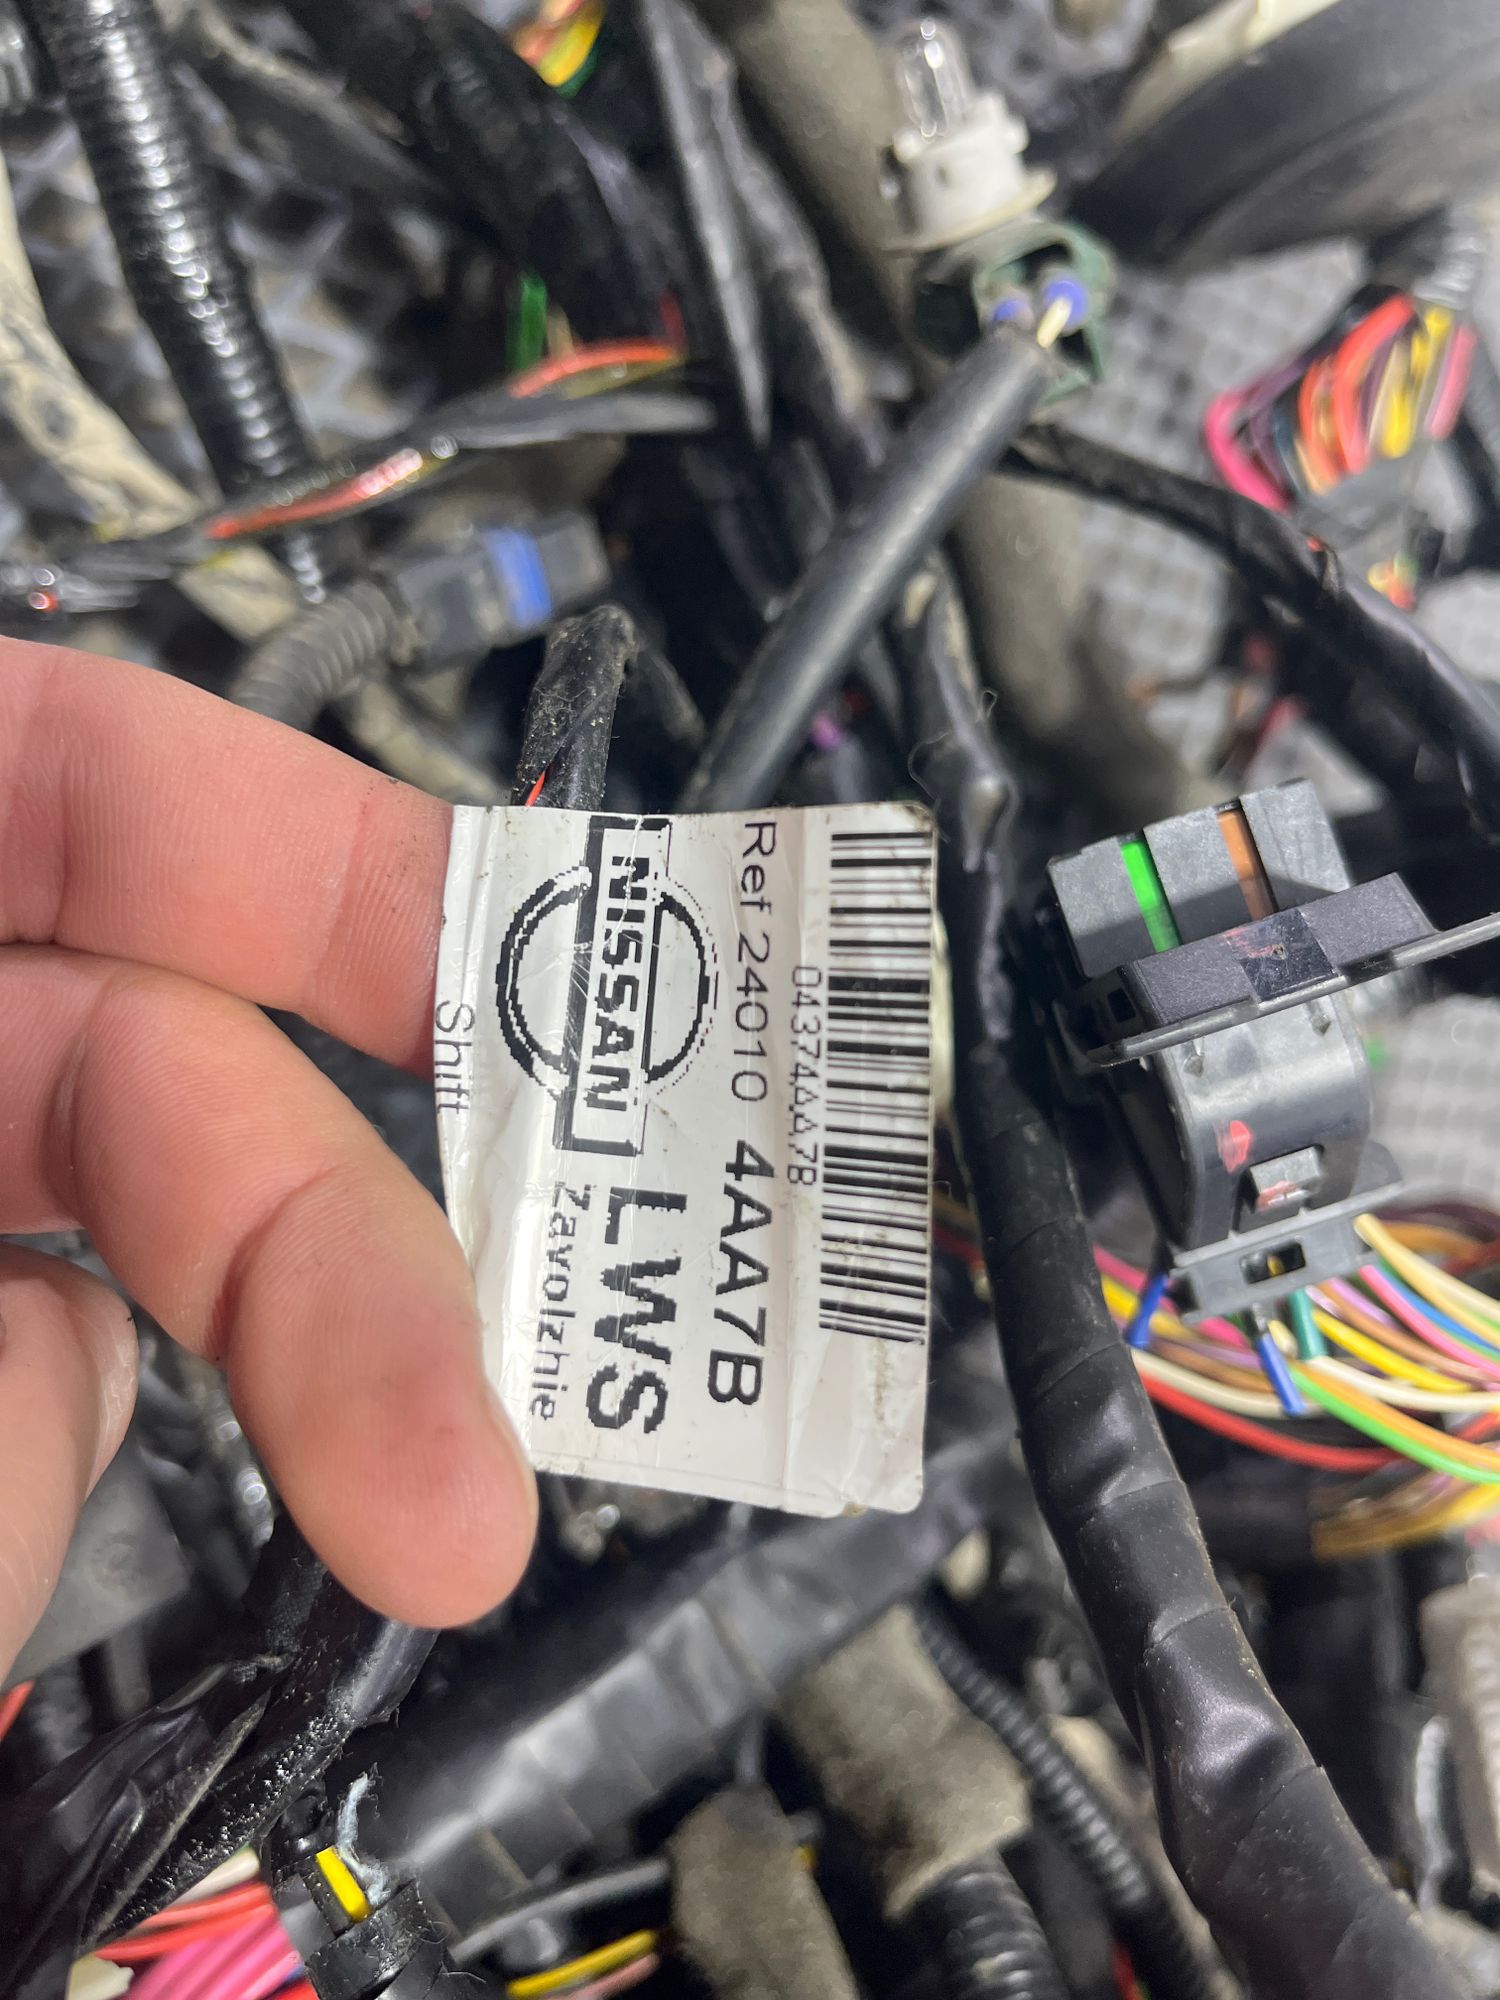 04374AA7B
Ref 24010 4AA7B
NISSAN LWS
Zavolzhie
Shift